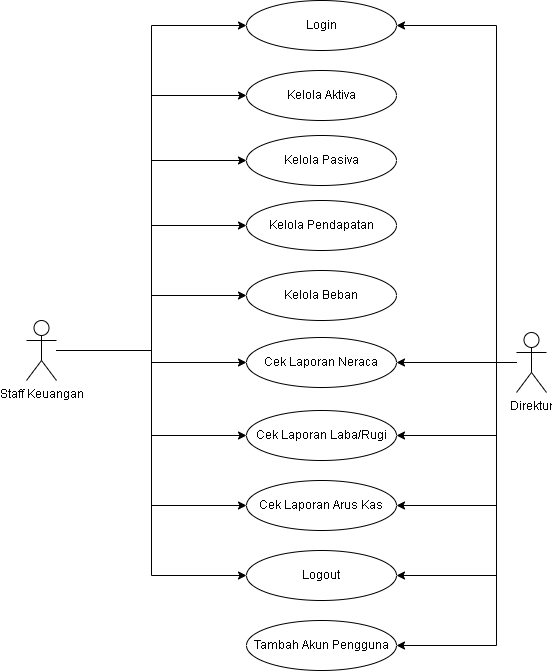 Login
Kelola Aktiva
Kelola Pasiva
Kelola Pendapatan
Kelola Beban
Cek Laporan Neraca
Staff Keuangan
Direktur
Cek Laporan Laba/Rugi
Cek Laporan Arus Kas
Logout
Tambah Akun Pengguna